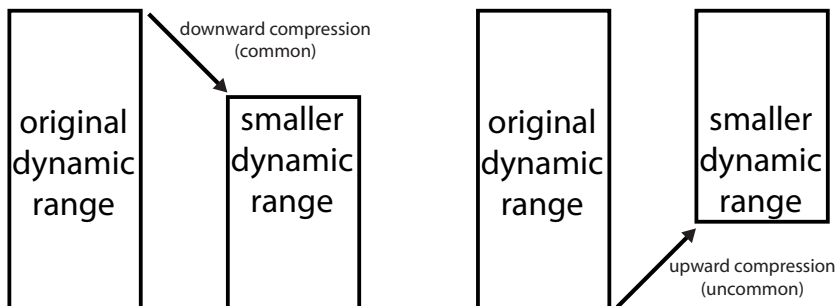 downward compression
(common)
original
dynamic
range
smaller
dynamic
range
original
dynamic
range
smaller
dynamic
range
upward compression
(uncommon)